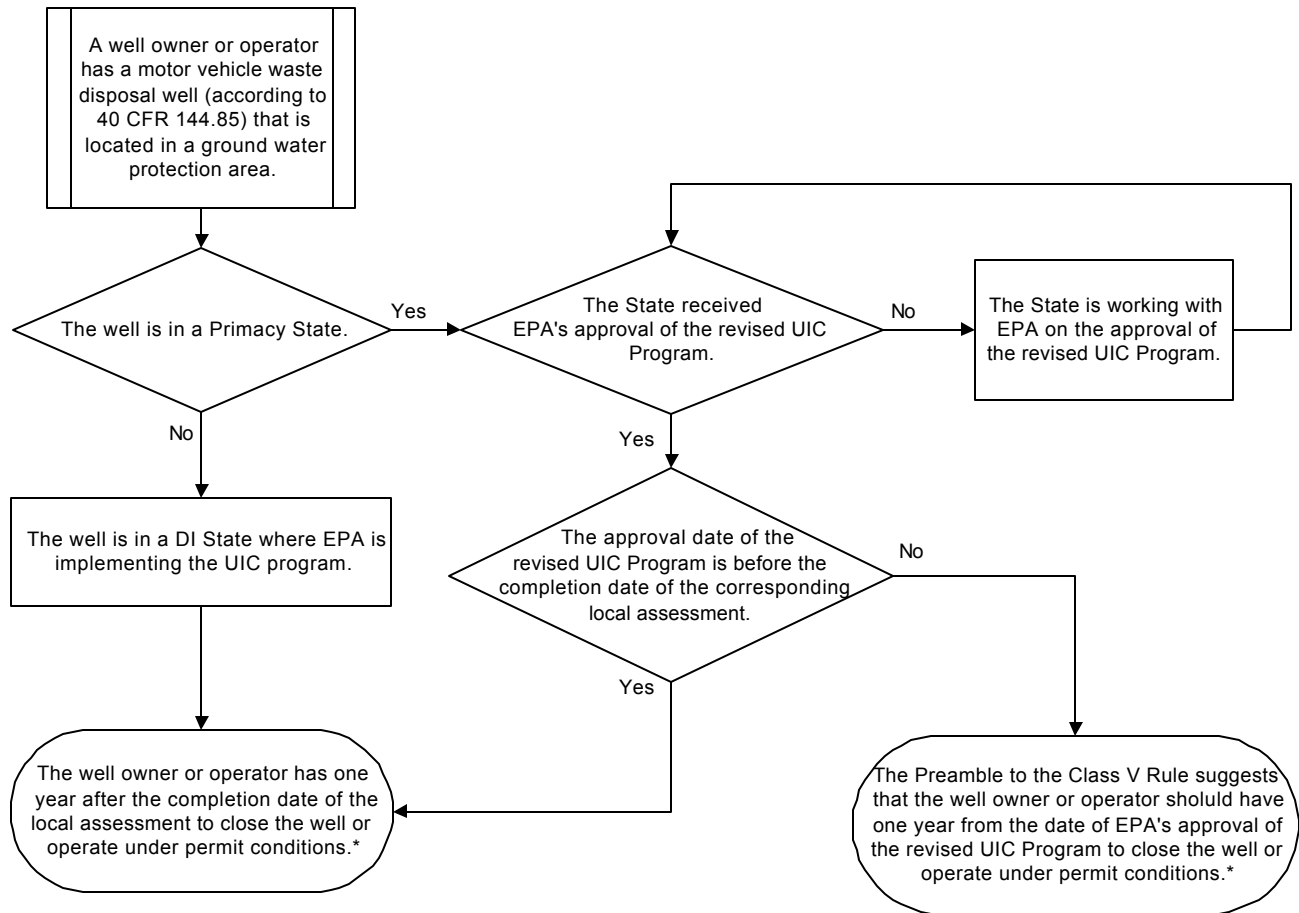 A well owner or operator
has a motor vehicle waste
disposal well (according to
40 CFR 144.85) that is
located in a ground water
protection area.
The well is in a Primacy State.
Yes
The State received
EPA's approval of the revised UIC
Program.
No
The State is working with
EPA on the approval of
the revised UIC Program.
No
Yes
The well is in a DI State where EPA is
implementing the UIC program.
The approval date of the
revised UIC Program is before the
completion date of the corresponding
local assessment.
No
Yes
The well owner or operator has one
year after the completion date of the
local assessment to close the well or
operate under permit conditions.*
The Preamble to the Class V Rule suggests
that the well owner or operator sholuld have
one year from the date of EPA's approval of
the revised UIC Program to close the well or
operate under permit conditions.*